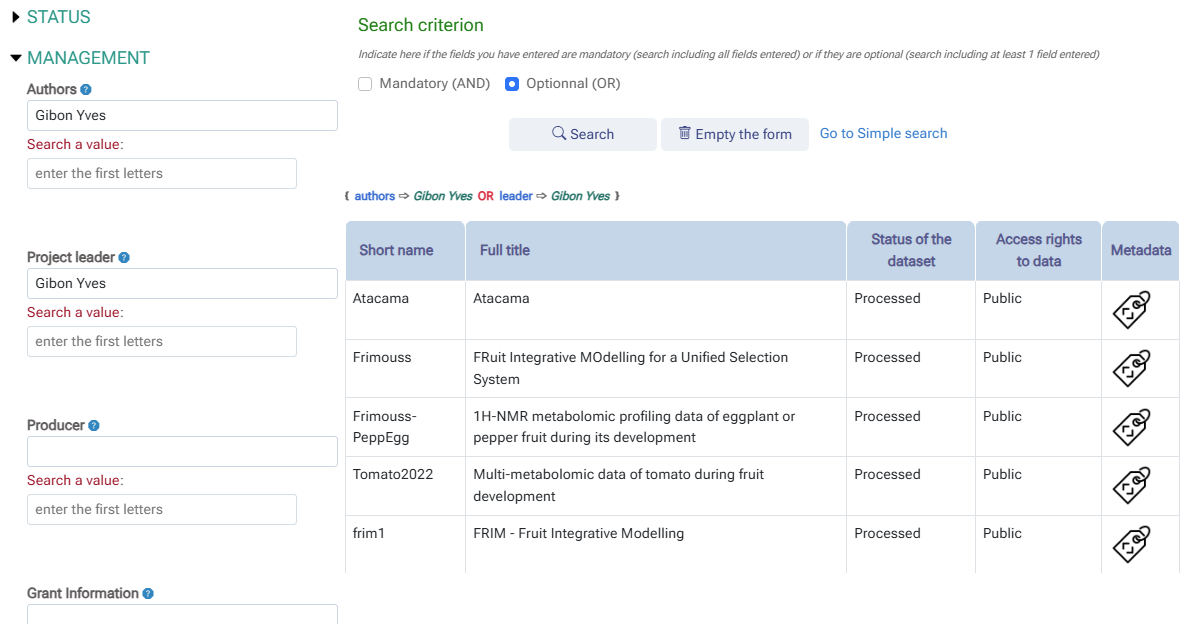 STATUS
MANAGEMENT
Authors ?
Gibon Yves
Search a value:
enter the first letters
Project leader ?
Gibon Yves
Search a value:
enter the first letters
Producer ?
Search a value:
enter the first letters
Grant Information ?
Search criterion
Indicate here if the fields you have entered are mandatory (search including all fields entered) or if they are optional (search including at least 1 field entered)
Mandatory (AND) Optionnal (OR)
Search Empty the form Go to Simple search
{ authors ⇨ Gibon Yves OR leader ⇨ Gibon Yves }
Short name Full title Status of the dataset Access rights to data Metadata
Atacama Atacama Processed Public
Frimouss FRuit Integrative MOdelling for a Unified Selection Processed Public
System
Frimouss- 1H-NMR metabolomic profiling data of eggplant or Processed Public
PeppEgg pepper fruit during its development
Tomato2022 Multi-metabolomic data of tomato during fruit Processed Public
development
frim1 FRIM - Fruit Integrative Modelling Processed Public